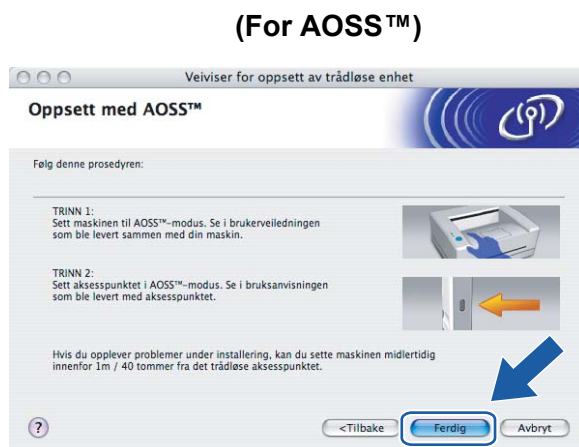 (For AOSS™)
Veiviser for oppsett av trådløse enhet
Oppsett med AOSS™
Følg denne prosedyren:
TRINN 1:
Sett maskinen til AOSS™-modus. Se i brukerveiledningen
som ble levert sammen med din maskin.
TRINN 2:
Sett aksesspunktet i AOSS™-modus. Se i bruksanvisningen
som ble levert med aksesspunktet.
Hvis du opplever problemer under installering, kan du sette maskinen midlertidig
innenfor 1m / 40 tommer fra det trådløse aksesspunktet.
?
<Tilbake
Ferdig
Avbryt